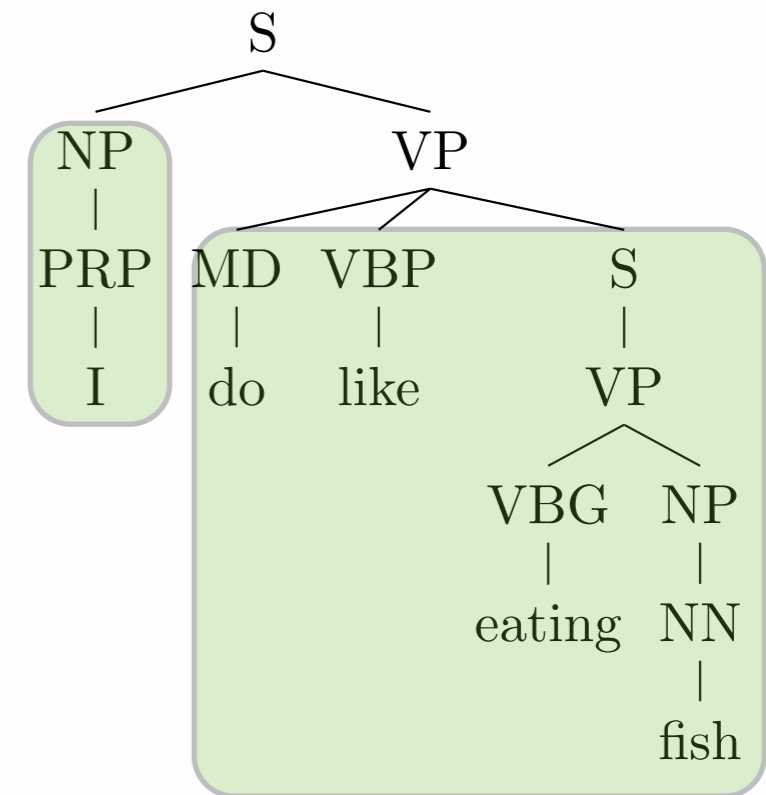 S
NP VP
PRP MD VBP S
I do like VP
VBG NP
eating NN
fish